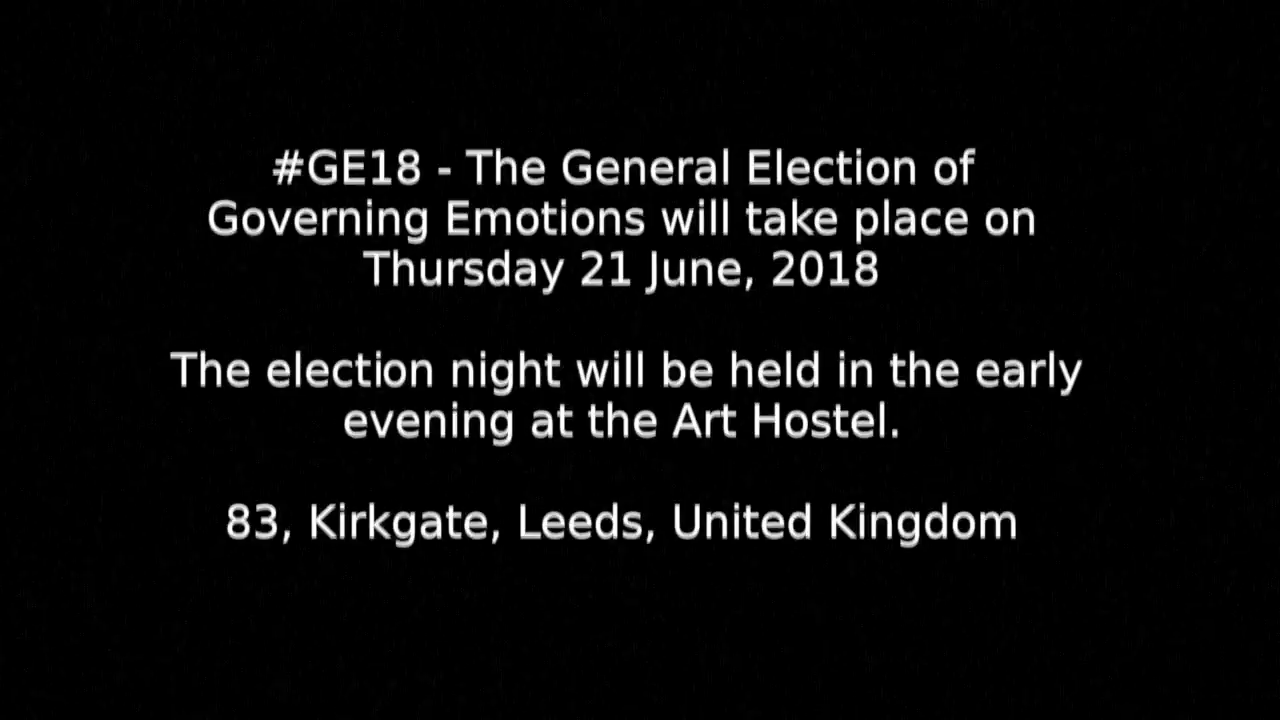 #GE18 - The General Election of
Governing Emotions will take place on
Thursday 21 June, 2018
The election night will be held in the early
evening at the Art Hostel.
83, Kirkgate, Leeds, United Kingdom